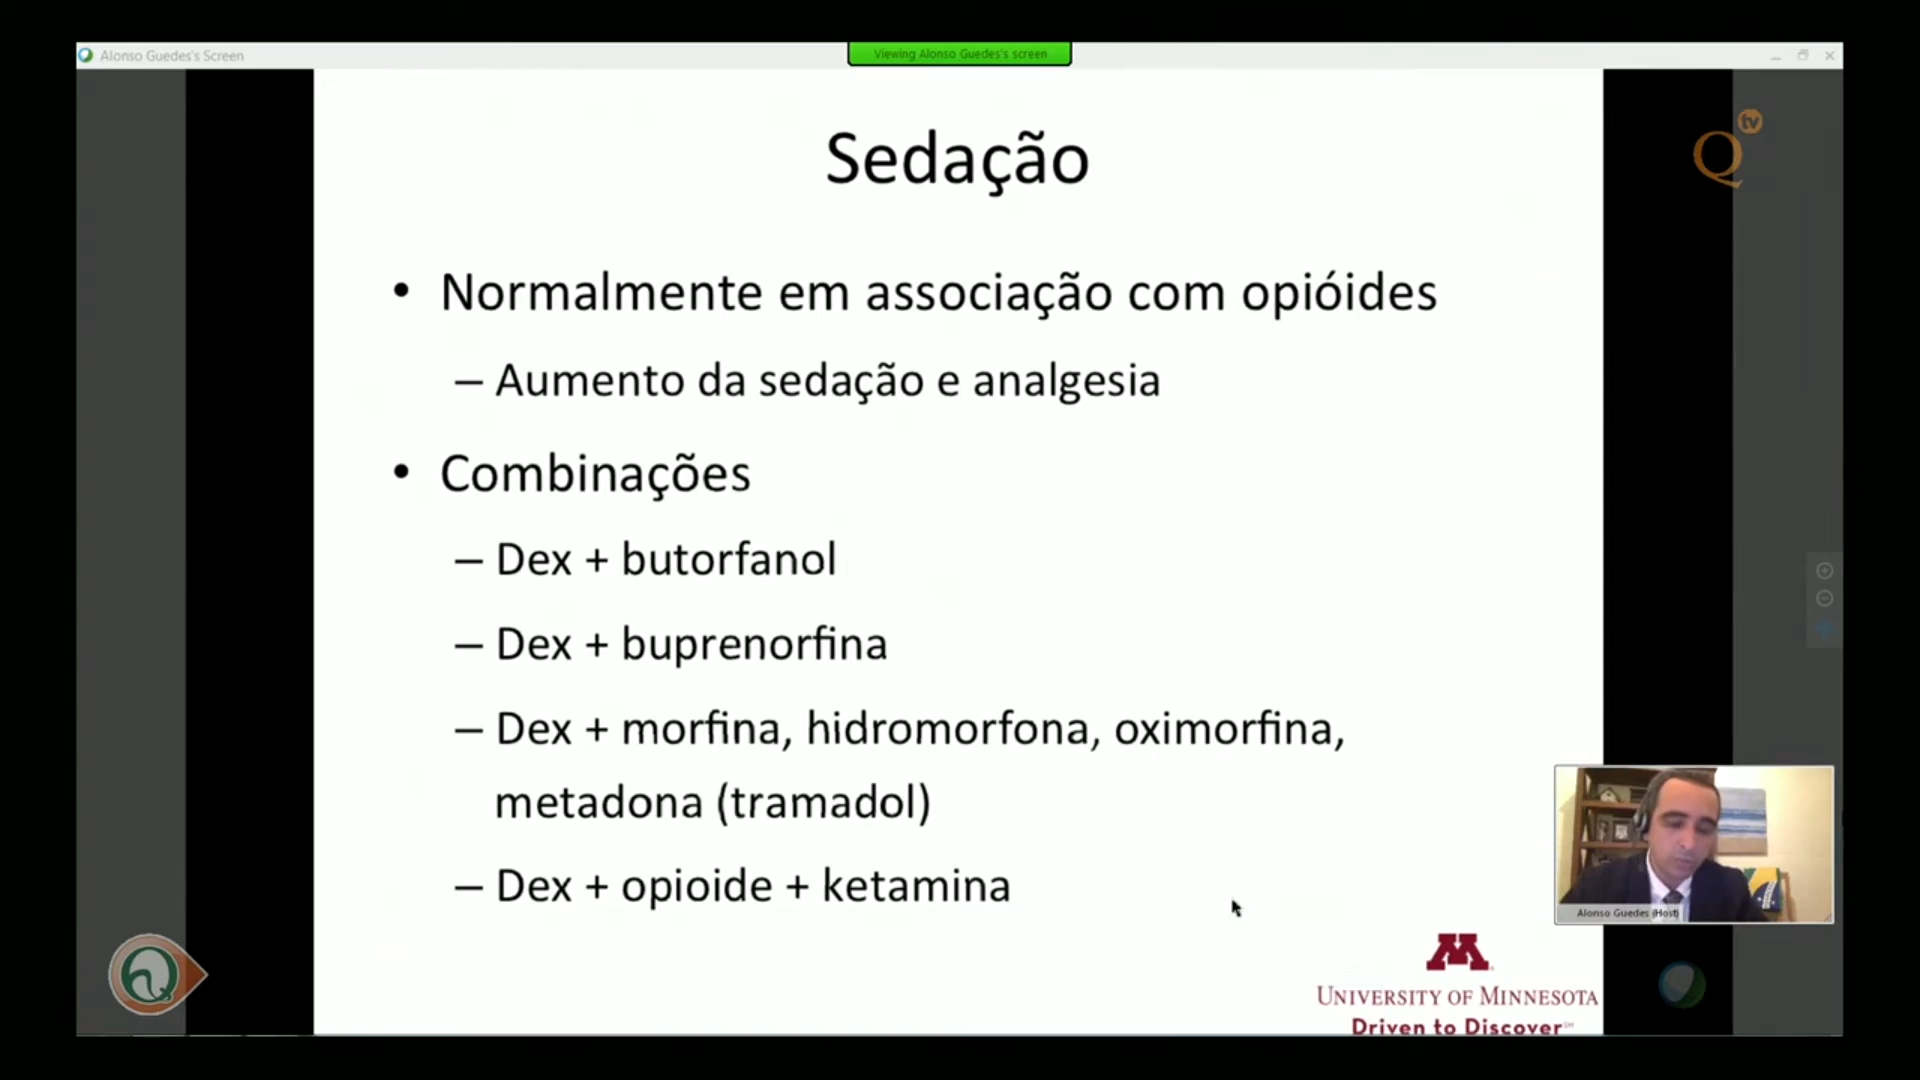 Alonso Guedes's Screen
Viewing Alonso Guedes's screen
tv
Q
Sedação
• Normalmente em associação com opióides
– Aumento da sedação e analgesia
• Combinações
– Dex + butorfanol
– Dex + buprenorfina
– Dex + morfina, hidromorfona, oximorfina,
metadona (tramadol)
– Dex + opioide + ketamina
Alonso Guedes (Host)
M
UNIVERSITY OF MINNESOTA
Driven to Discover℠